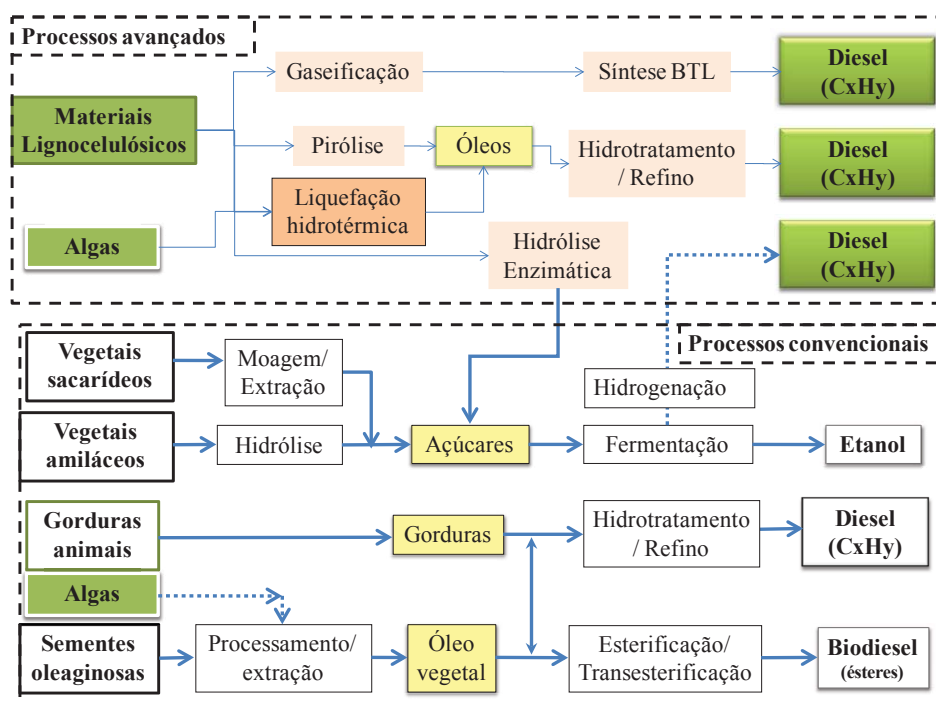 Processos avançados
Gaseificação
Síntese BTL
Diesel
(CxHy)
Materiais
Lignocelulósicos
Pirólise
Óleos
Hidrotratamento
/ Refino
Diesel
(CxHy)
Liquefação
hidrotérmica
Algas
Hidrólise
Enzimática
Diesel
(CxHy)
Processos convencionais
Vegetais
sacarídeos
Moagem/
Extração
Hidrogenação
Vegetais
amiláceos
Hidrólise
Açúcares
Fermentação
Etanol
Gorduras
animais
Gorduras
Hidrotratamento
/ Refino
Diesel
(CxHy)
Algas
Sementes
oleaginosas
Processamento/
extração
Óleo
vegetal
Esterificação/
Transesterificação
Biodiesel
(ésteres)